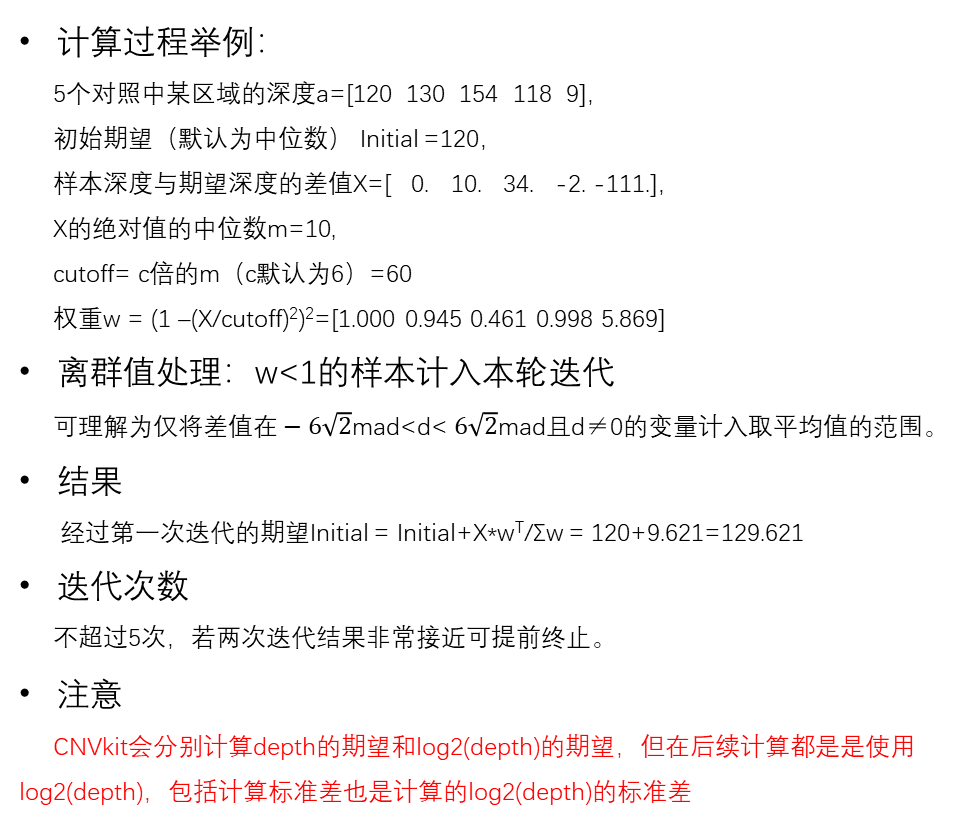 • 计算过程举例：
5个对照中某区域的深度a=[120 130 154 118 9],
初始期望（默认为中位数） Initial =120,
样本深度与期望深度的差值X=[ 0. 10. 34. -2. -111.],
X的绝对值的中位数m=10,
cutoff= c倍的m（c默认为6）=60
权重w = (1 –(X/cutoff)²)²=[1.000 0.945 0.461 0.998 5.869]
• 离群值处理：w<1的样本计入本轮迭代
可理解为仅将差值在 − 6√2mad<d< 6√2mad且d≠0的变量计入取平均值的范围。
• 结果
经过第一次迭代的期望Initial = Initial+X*wᵀ/Σw = 120+9.621=129.621
• 迭代次数
不超过5次，若两次迭代结果非常接近可提前终止。
• 注意
CNVkit会分别计算depth的期望和log2(depth)的期望，但在后续计算都是是使用
log2(depth)，包括计算标准差也是计算的log2(depth)的标准差